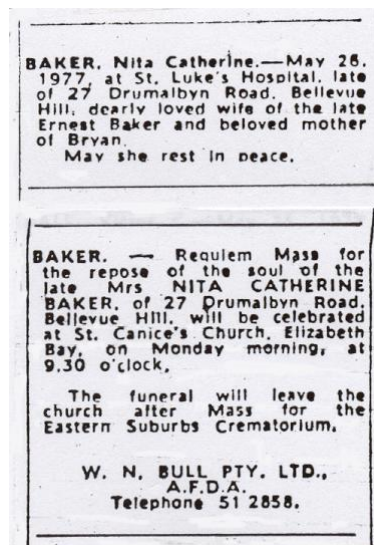 BAKER, Nita Catherine.—May 26,
1977, at St. Luke's Hospital, late
of 27 Drumalbyn Road, Bellevue
Hill, dearly loved wife of the late
Ernest Baker and beloved mother
of Bryan.
May she rest in peace.
BAKER. — Requiem Mass for
the repose of the soul of the
late Mrs NITA CATHERINE
BAKER, of 27 Drumalbyn Road,
Bellevue Hill, will be celebrated
at St. Canice's Church, Elizabeth
Bay, on Monday morning, at
9.30 o'clock.
The funeral will leave the
church after Mass for the
Eastern Suburbs Crematorium.
W. N. BULL PTY. LTD.,
A.F.D.A.
Telephone 51 2858.